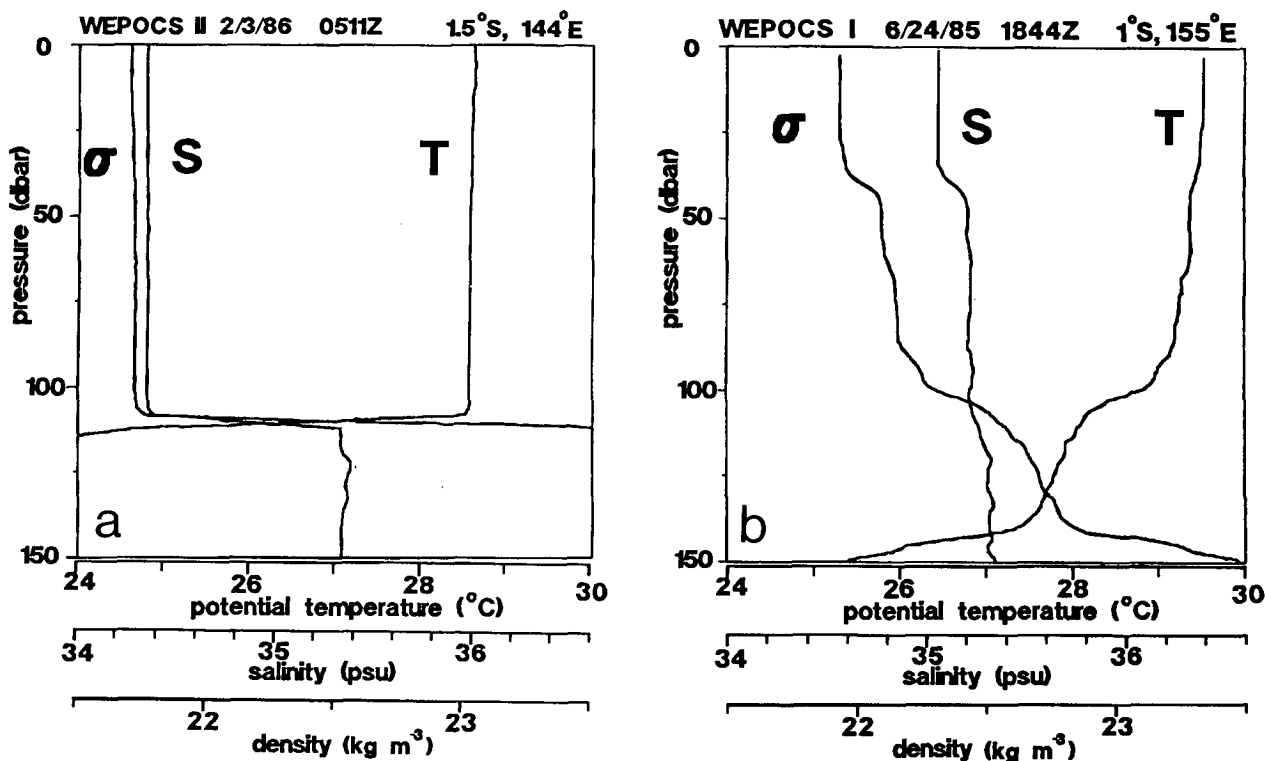 WEPOCS II 2/3/86 0511Z 1.5°S, 144°E
0
50
100
150
pressure (dbar)
σ S T
a
24 26 28 30
potential temperature (°C)
34 35 36
salinity (psu)
22 23
density (kg m⁻³)
WEPOCS I 6/24/85 1844Z 1°S, 155°E
0
50
100
150
pressure (dbar)
σ S T
b
24 26 28 30
potential temperature (°C)
34 35 36
salinity (psu)
22 23
density (kg m⁻³)